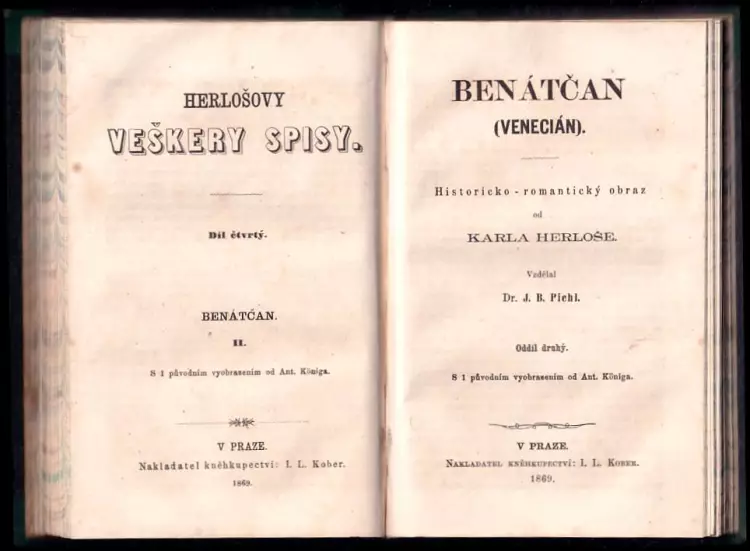 HERLOŠOVY
VEŠKERY SPISY.
Díl čtvrtý.
BENÁTČAN.
II.
S 1 původním vyobrazením od Ant. Königa.
V PRAZE.
Nakladatel kněhkupectví: I. L. Kober.
1869.
BENÁTČAN
(VENECIÁN).
Historicko-romantický obraz
od
KARLA HERLOŠE.
Vzdělal
Dr. J. B. Pichl.
Oddíl druhý.
S 1 původním vyobrazením od Ant. Königa.
V PRAZE.
NAKLADATEL KNĚHKUPECTVÍ: I. L. KOBER.
1869.